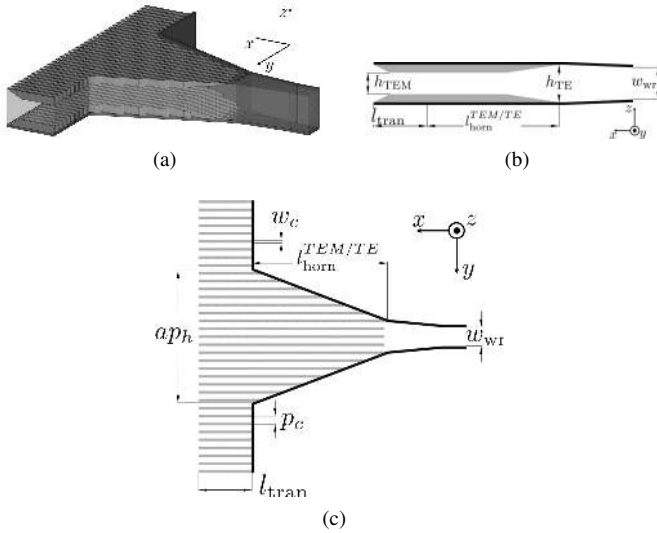 z
x
y
(a)
h_TEM
h_TE
w_wr
l_tran
l_horn^TEM/TE
z
x
y
(b)
w_c
l_horn^TEM/TE
x
z
y
ap_h
w_wr
p_c
l_tran
(c)